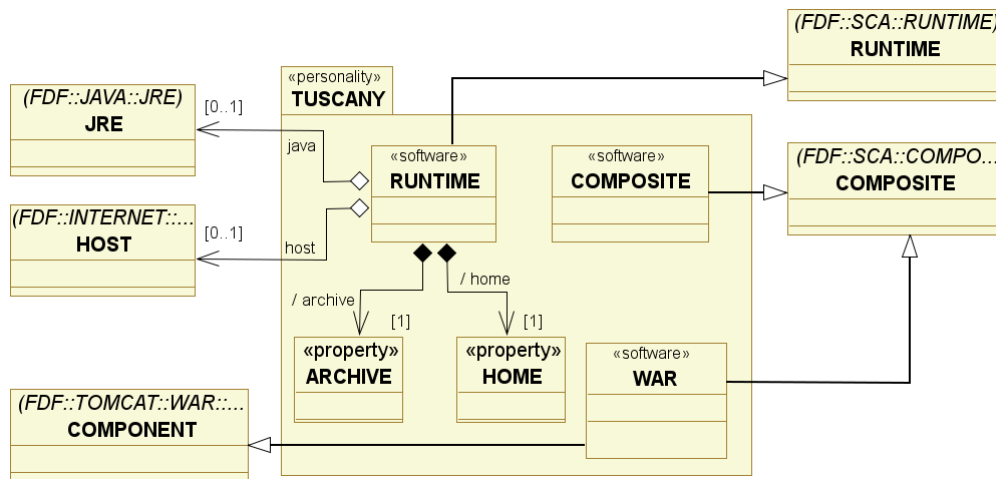 (FDF::SCA::RUNTIME)
RUNTIME
«personality»
TUSCANY
(FDF::JAVA::JRE)
JRE
[0..1]
java
«software»
RUNTIME
«software»
COMPOSITE
(FDF::SCA::COMPO...
COMPOSITE
(FDF::INTERNET::...
HOST
[0..1]
host
/ archive
/ home
[1]
[1]
«property»
ARCHIVE
«property»
HOME
«software»
WAR
(FDF::TOMCAT::WAR::...
COMPONENT